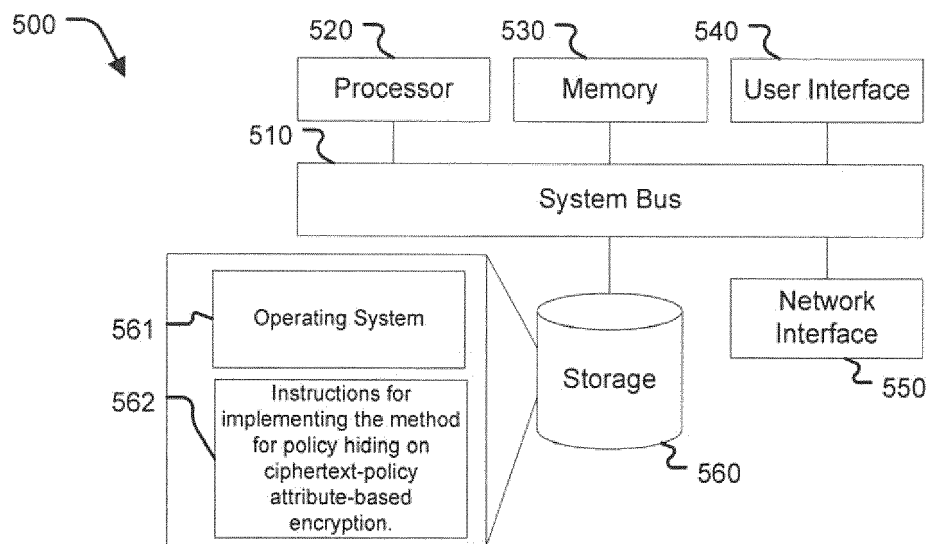 500
520
530
540
Processor
Memory
User Interface
510
System Bus
561
Operating System
Network
Interface
550
562
Instructions for
implementing the method
for policy hiding on
ciphertext-policy
attribute-based
encryption.
Storage
560